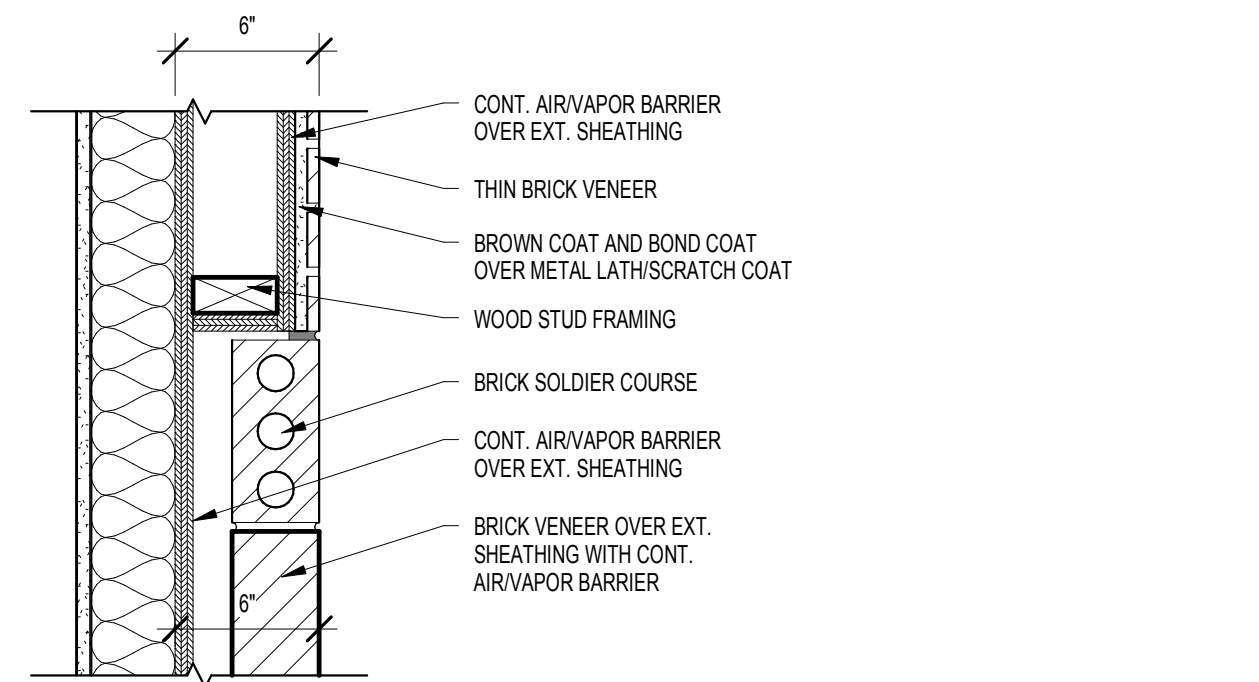 6"
CONT. AIR/VAPOR BARRIER
OVER EXT. SHEATHING
THIN BRICK VENEER
BROWN COAT AND BOND COAT
OVER METAL LATH/SCRATCH COAT
WOOD STUD FRAMING
BRICK SOLDIER COURSE
CONT. AIR/VAPOR BARRIER
OVER EXT. SHEATHING
BRICK VENEER OVER EXT.
SHEATHING WITH CONT.
AIR/VAPOR BARRIER
6"